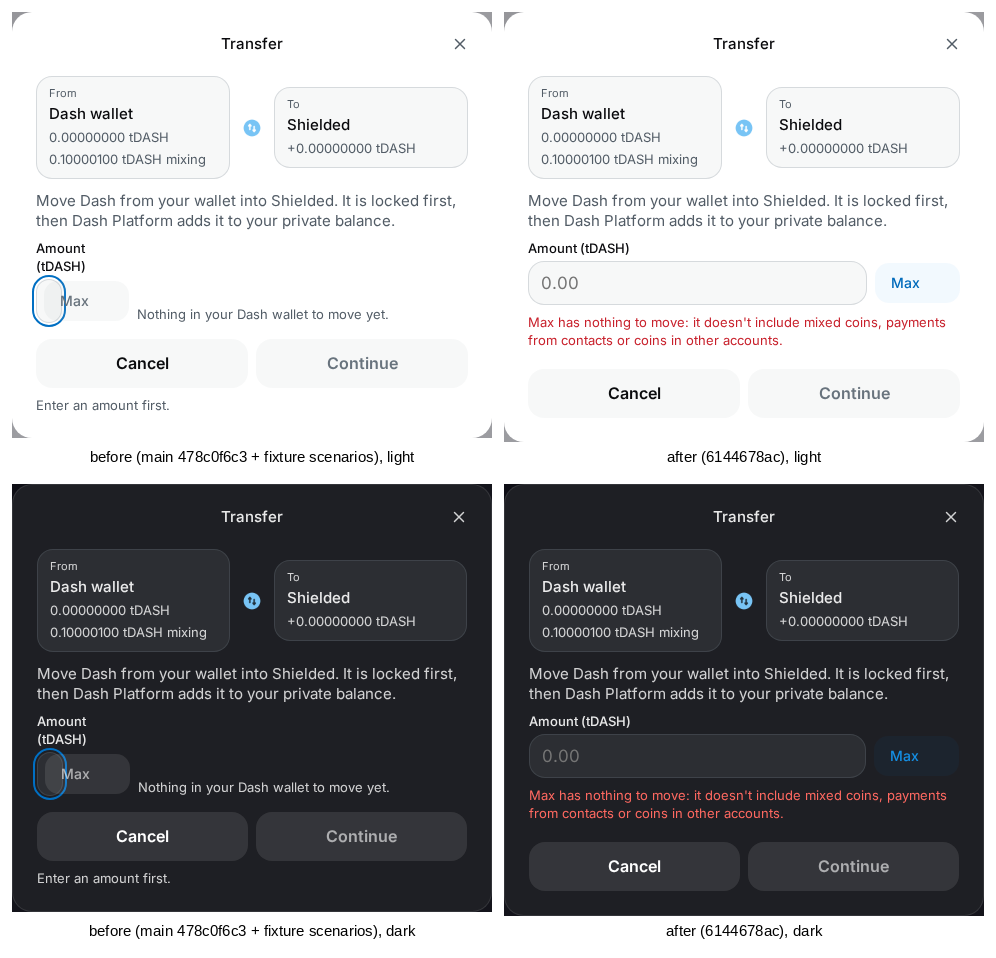 Transfer
From
Dash wallet
0.00000000 tDASH
0.10000100 tDASH mixing
To
Shielded
+0.00000000 tDASH
Move Dash from your wallet into Shielded. It is locked first,
then Dash Platform adds it to your private balance.
Amount
(tDASH)
Max
Nothing in your Dash wallet to move yet.
Cancel
Continue
Enter an amount first.
before (main 478c0f6c3 + fixture scenarios), light
Transfer
From
Dash wallet
0.00000000 tDASH
0.10000100 tDASH mixing
To
Shielded
+0.00000000 tDASH
Move Dash from your wallet into Shielded. It is locked first,
then Dash Platform adds it to your private balance.
Amount (tDASH)
0.00
Max
Max has nothing to move: it doesn't include mixed coins, payments
from contacts or coins in other accounts.
Cancel
Continue
after (6144678ac), light
Transfer
From
Dash wallet
0.00000000 tDASH
0.10000100 tDASH mixing
To
Shielded
+0.00000000 tDASH
Move Dash from your wallet into Shielded. It is locked first,
then Dash Platform adds it to your private balance.
Amount
(tDASH)
Max
Nothing in your Dash wallet to move yet.
Cancel
Continue
Enter an amount first.
before (main 478c0f6c3 + fixture scenarios), dark
Transfer
From
Dash wallet
0.00000000 tDASH
0.10000100 tDASH mixing
To
Shielded
+0.00000000 tDASH
Move Dash from your wallet into Shielded. It is locked first,
then Dash Platform adds it to your private balance.
Amount (tDASH)
0.00
Max
Max has nothing to move: it doesn't include mixed coins, payments
from contacts or coins in other accounts.
Cancel
Continue
after (6144678ac), dark